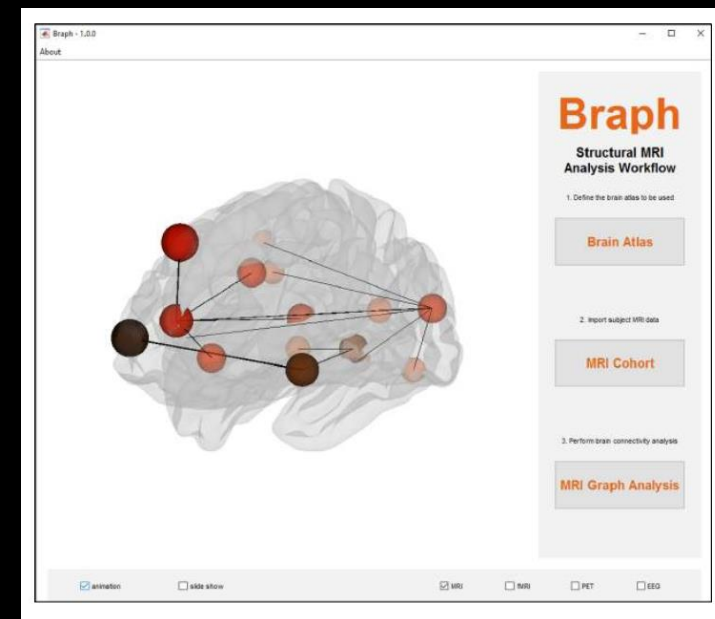 Braph - 1.0.0
About
Braph
Structural MRI
Analysis Workflow
1. Define the brain atlas to be used
Brain Atlas
2. Import subject MRI data
MRI Cohort
3. Perform brain connectivity analysis
MRI Graph Analysis
animation slide show MRI fMRI PET EEG